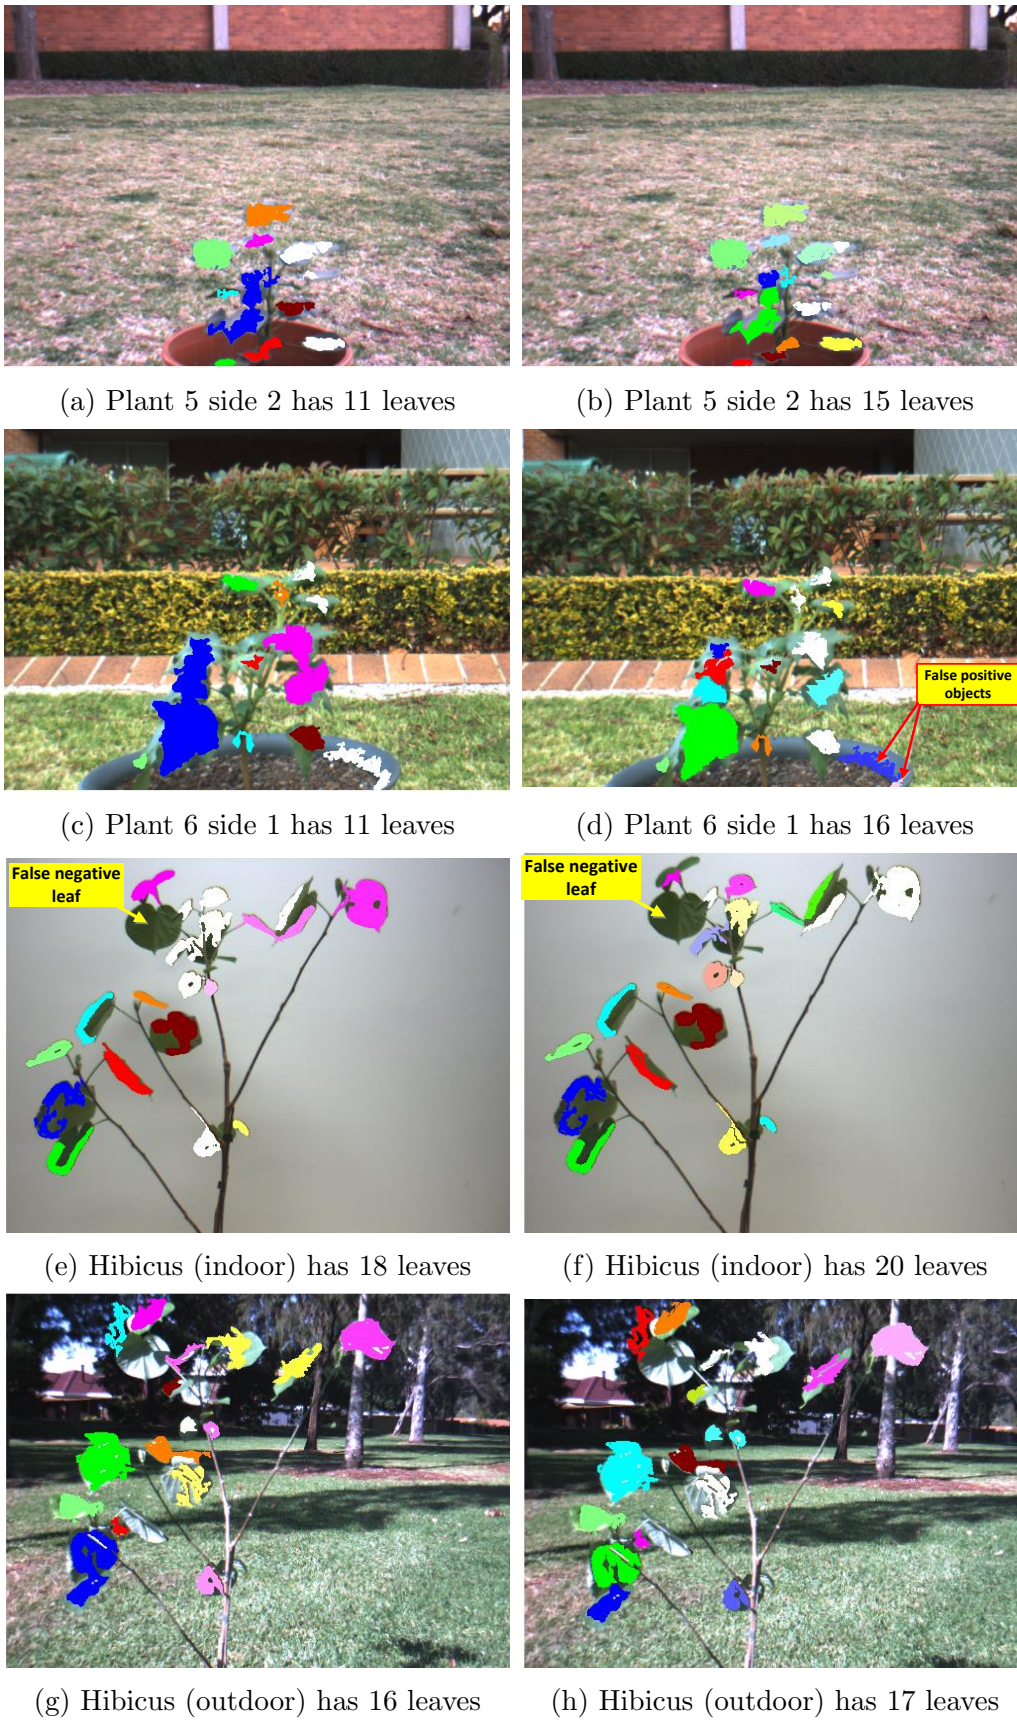 (a) Plant 5 side 2 has 11 leaves
(b) Plant 5 side 2 has 15 leaves
False positive
objects
(c) Plant 6 side 1 has 11 leaves
(d) Plant 6 side 1 has 16 leaves
False negative
leaf
False negative
leaf
(e) Hibicus (indoor) has 18 leaves
(f) Hibicus (indoor) has 20 leaves
(g) Hibicus (outdoor) has 16 leaves
(h) Hibicus (outdoor) has 17 leaves